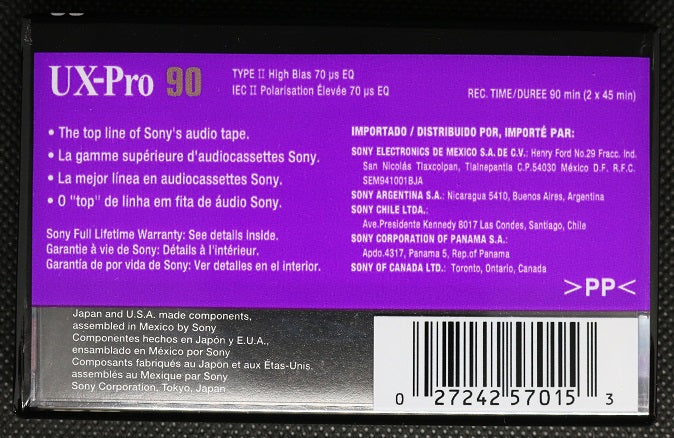 UX-Pro 90
TYPE II High Bias 70 µs EQ
IEC II Polarisation Élevée 70 µs EQ
REC. TIME/DUREE 90 min (2 x 45 min)
• The top line of Sony's audio tape.
• La gamme supérieure d'audiocassettes Sony.
• La mejor línea en audiocassetes Sony.
• O "top" de linha em fita de áudio Sony.
Sony Full Lifetime Warranty: See details Inside.
Garantie à vie de Sony: Détails à l'intérieur.
Garantía de por vida de Sony: Ver detalles en el interior.
IMPORTADO / DISTRIBUIDO POR, IMPORTÉ PAR:
SONY ELECTRONICS DE MEXICO S.A. DE C.V.: Henry Ford No.29 Fracc. Ind.
San Nicolás Tlaxcolpan, Tlalnepantla C.P.54030 México D.F. R.F.C.
SEM941001BJA
SONY ARGENTINA S.A.: Nicaragua 5410, Buenos Aires, Argentina
SONY CHILE LTDA.:
Ave.Presidente Kennedy 8017 Las Condes, Santiago, Chile
SONY CORPORATION OF PANAMA S.A.:
Apdo.4317, Panama 5, Rep.of Panama
SONY OF CANADA LTD.: Toronto, Ontario, Canada
>PP<
Japan and U.S.A. made components,
assembled in Mexico by Sony
Componentes hechos en Japón y E.U.A.,
ensamblado en México por Sony
Composants fabriqués au Japon et aux États-Unis.
assemblés au Mexique par Sony
Sony Corporation, Tokyo, Japan
0 27242 57015 3